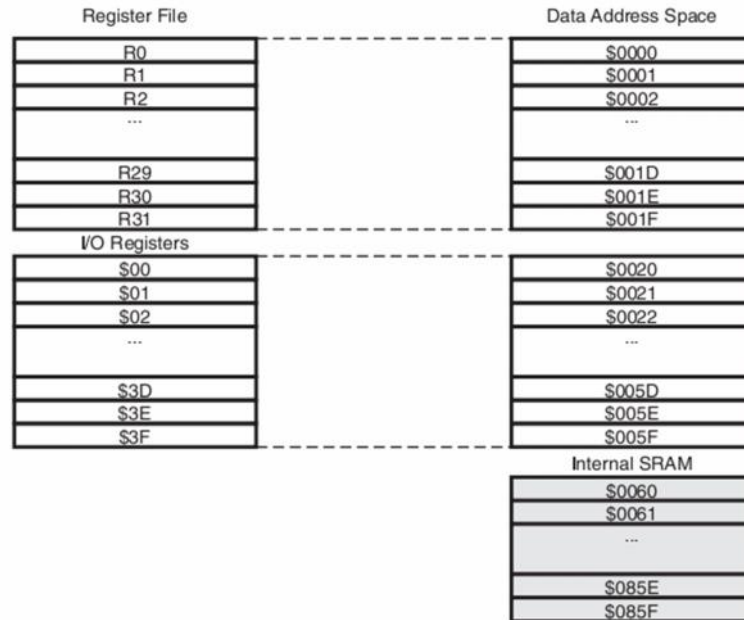 Register File
Data Address Space
R0
$0000
R1
$0001
R2
$0002
...
...
R29
$001D
R30
$001E
R31
$001F
I/O Registers
$00
$0020
$01
$0021
$02
$0022
...
...
$3D
$005D
$3E
$005E
$3F
$005F
Internal SRAM
$0060
$0061
...
$085E
$085F